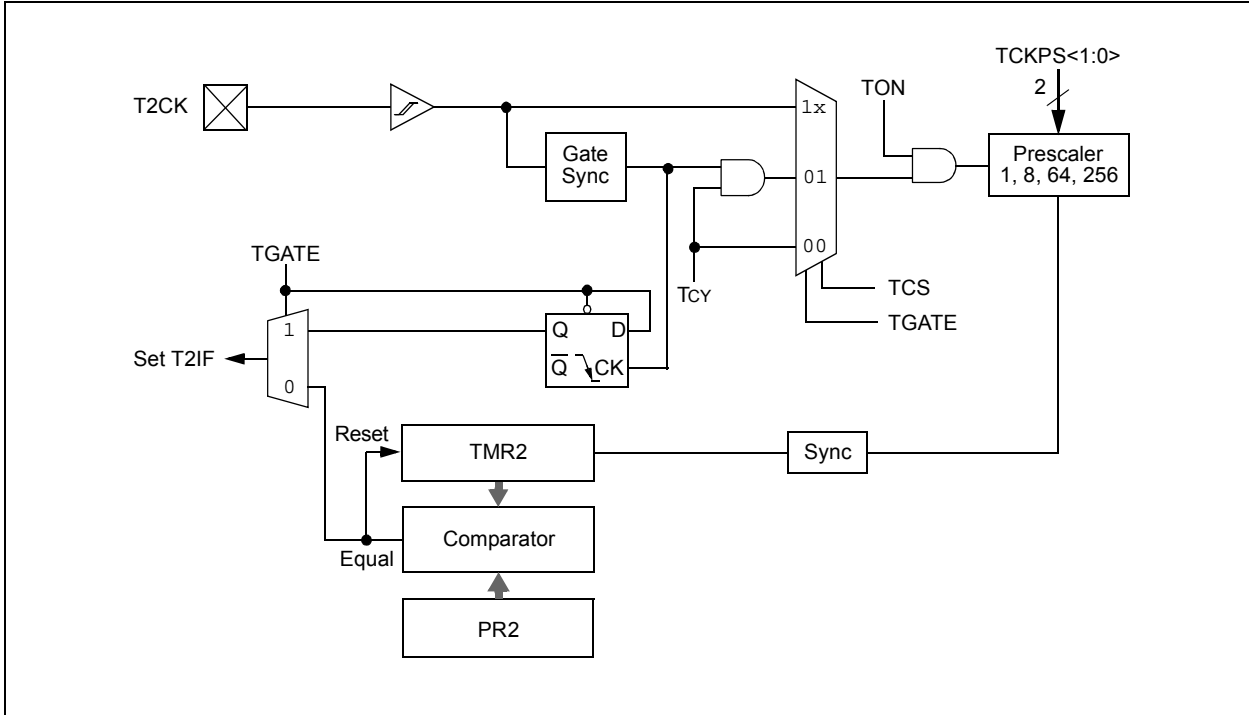 TCKPS<1:0>
2
T2CK
1x
TON
Gate
Sync
Prescaler
1, 8, 64, 256
01
00
TGATE
TCY
TCS
TGATE
1
Q
D
Set T2IF
Q̅
CK
0
Reset
TMR2
Sync
Comparator
Equal
PR2